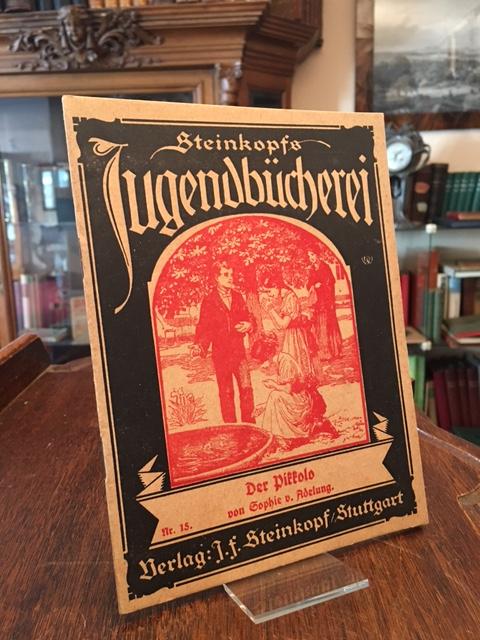 Steinkopfs
Jugendbücherei
Der Pikkolo
von Sophie v. Adelung.
Nr. 15.
Verlag: J. F. Steinkopf, Stuttgart